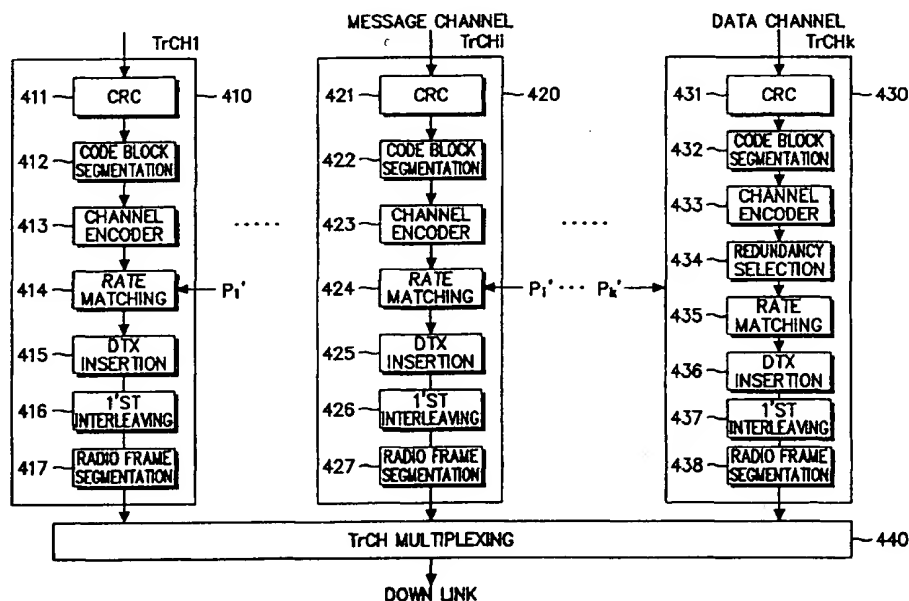 MESSAGE CHANNEL
DATA CHANNEL
TrCH1
TrCHi
TrCHk
411
CRC
410
421
CRC
420
431
CRC
430
412
CODE BLOCK
SEGMENTATION
422
CODE BLOCK
SEGMENTATION
432
CODE BLOCK
SEGMENTATION
413
CHANNEL
ENCODER
.....
423
CHANNEL
ENCODER
.....
433
CHANNEL
ENCODER
434
REDUNDANCY
SELECTION
414
RATE
MATCHING
P1'
424
RATE
MATCHING
Pi' ... Pk'
435
RATE
MATCHING
415
DTX
INSERTION
425
DTX
INSERTION
436
DTX
INSERTION
416
1'ST
INTERLEAVING
426
1'ST
INTERLEAVING
437
1'ST
INTERLEAVING
417
RADIO FRAME
SEGMENTATION
427
RADIO FRAME
SEGMENTATION
438
RADIO FRAME
SEGMENTATION
TrCH MULTIPLEXING
440
DOWN LINK